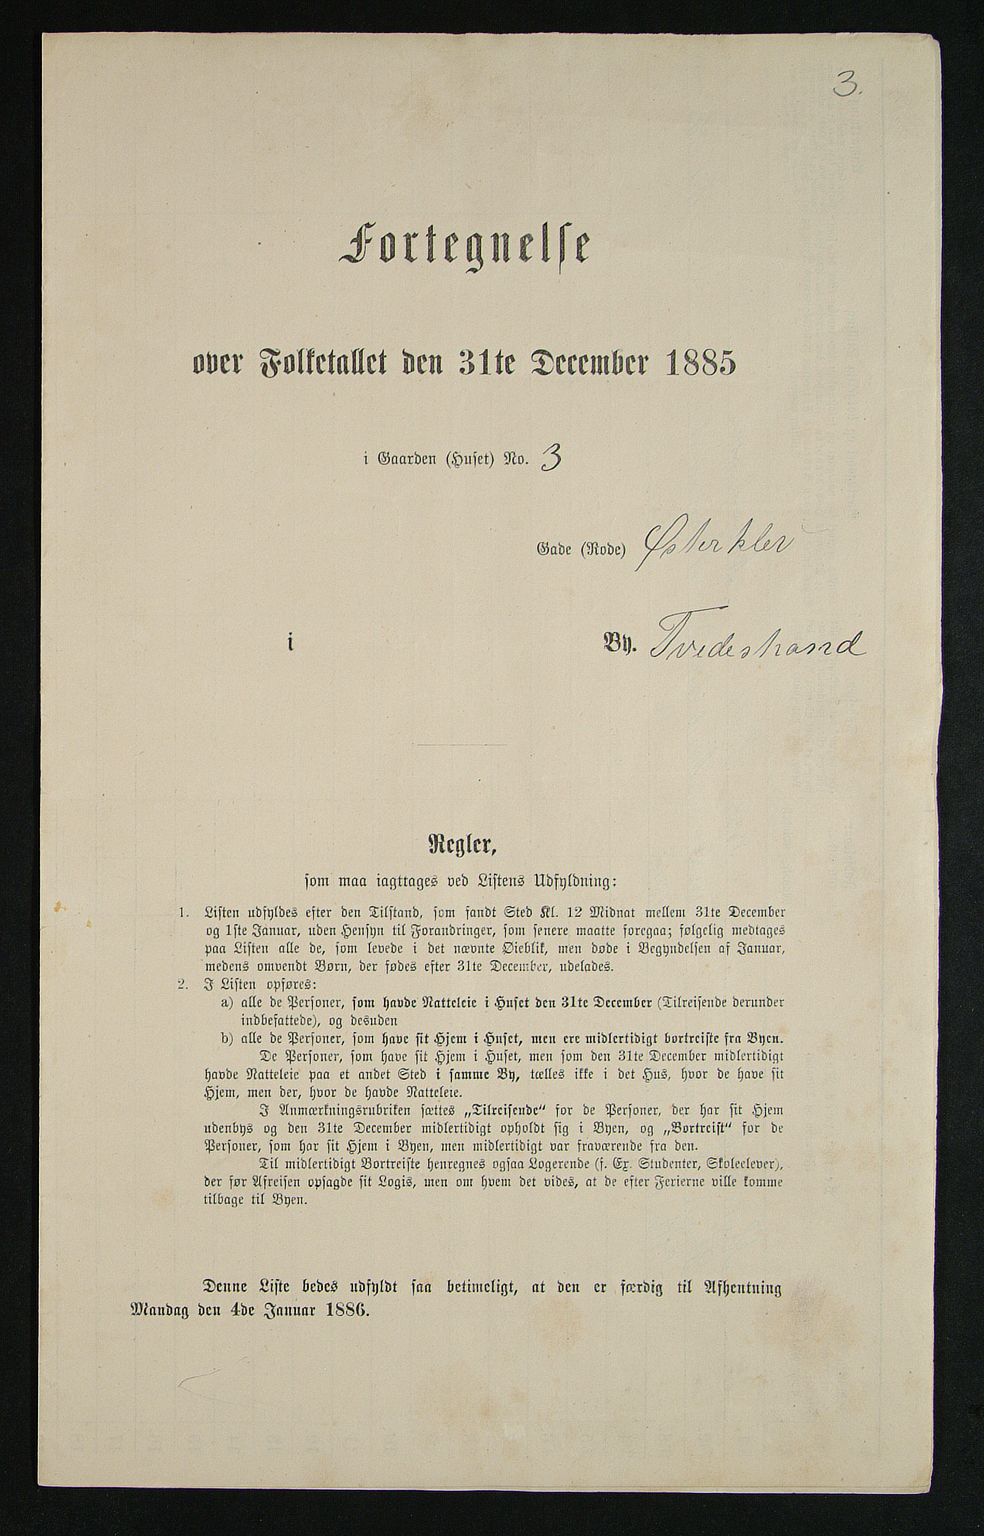 3.
Fortegnelse
over Folketallet den 31te December 1885
i Gaarden (Huset) No. 3
Gade (Rode) Østerklev
i By. Tvedestrand
Regler,
som maa iagttages ved Listens Udfyldning:
1. Listen udfyldes efter den Tilstand, som fandt Sted Kl. 12 Midnat mellem 31te December
og 1ste Januar, uden Hensyn til Forandringer, som senere maatte foregaa; følgelig medtages
paa Listen alle de, som levede i det nævnte Øieblik, men døde i Begyndelsen af Januar,
medens omvendt Børn, der fødes efter 31te December, udelades.
2. I Listen opføres:
a) alle de Personer, som havde Natteleie i Huset den 31te December (Tilreisende derunder
indbefattede), og desuden
b) alle de Personer, som have sit Hjem i Huset, men ere midlertidigt bortreiste fra Byen.
De Personer, som have sit Hjem i Huset, men som den 31te December midlertidigt
havde Natteleie paa et andet Sted i samme By, tælles ikke i det Hus, hvor de have sit
Hjem, men der, hvor de havde Natteleie.
I Anmærkningsrubriken sættes „Tilreisende“ for de Personer, der har sit Hjem
udenbys og den 31te December midlertidigt opholdt sig i Byen, og „Bortreist“ for de
Personer, som har sit Hjem i Byen, men midlertidigt var fraværende fra den.
Til midlertidigt Bortreiste henregnes ogsaa Logerende (f. Ex. Studenter, Skoleelever),
der før Afreisen opsagde sit Logis, men om hvem det vides, at de efter Ferierne ville komme
tilbage til Byen.
Denne Liste bedes udfyldt saa betimeligt, at den er færdig til Afhentning
Mandag den 4de Januar 1886.